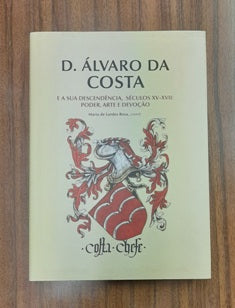 D. ÁLVARO DA
COSTA
E A SUA DESCENDÊNCIA, SÉCULOS XV-XVII
PODER, ARTE E DEVOÇÃO
Maria de Lurdes Rosa, coord.
·costa·chefe·